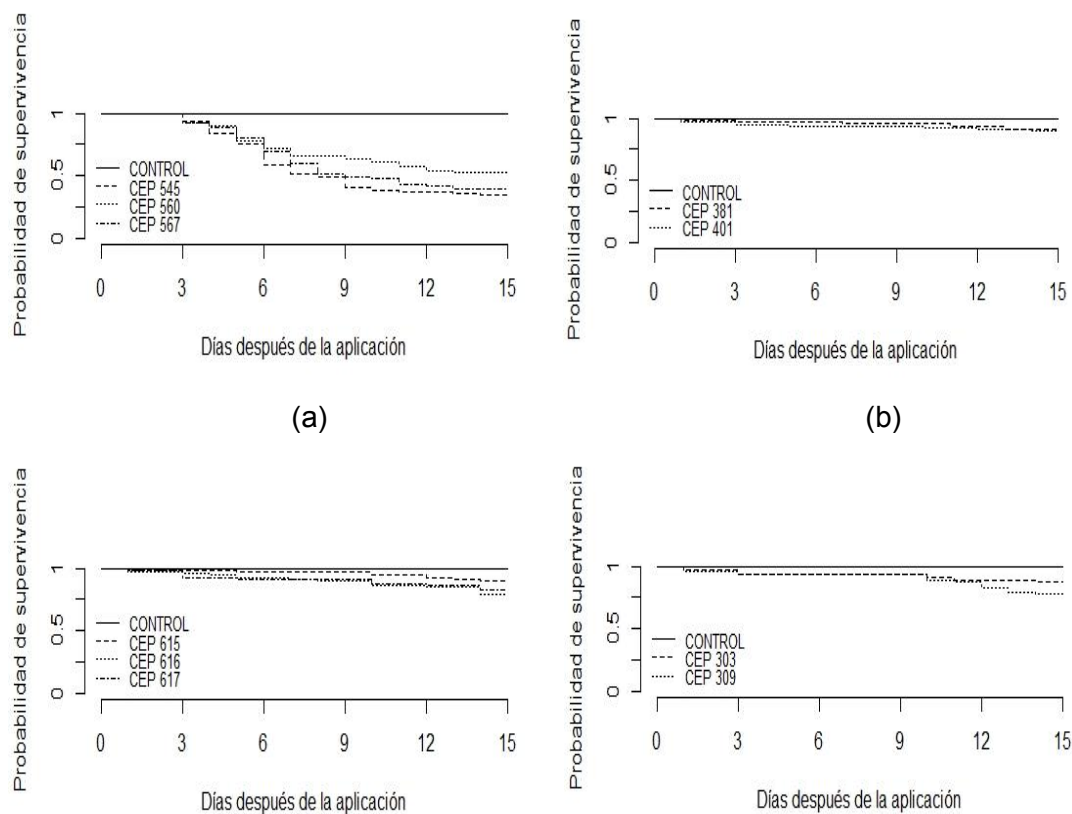 Probabilidad de supervivencia
1
0.5
0
CONTROL
CEP 545
CEP 560
CEP 567
0 3 6 9 12 15
Días después de la aplicación
(a)
Probabilidad de supervivencia
1
0.5
0
CONTROL
CEP 381
CEP 401
0 3 6 9 12 15
Días después de la aplicación
(b)
Probabilidad de supervivencia
1
0.5
0
CONTROL
CEP 615
CEP 616
CEP 617
0 3 6 9 12 15
Días después de la aplicación
Probabilidad de supervivencia
1
0.5
0
CONTROL
CEP 303
CEP 309
0 3 6 9 12 15
Días después de la aplicación